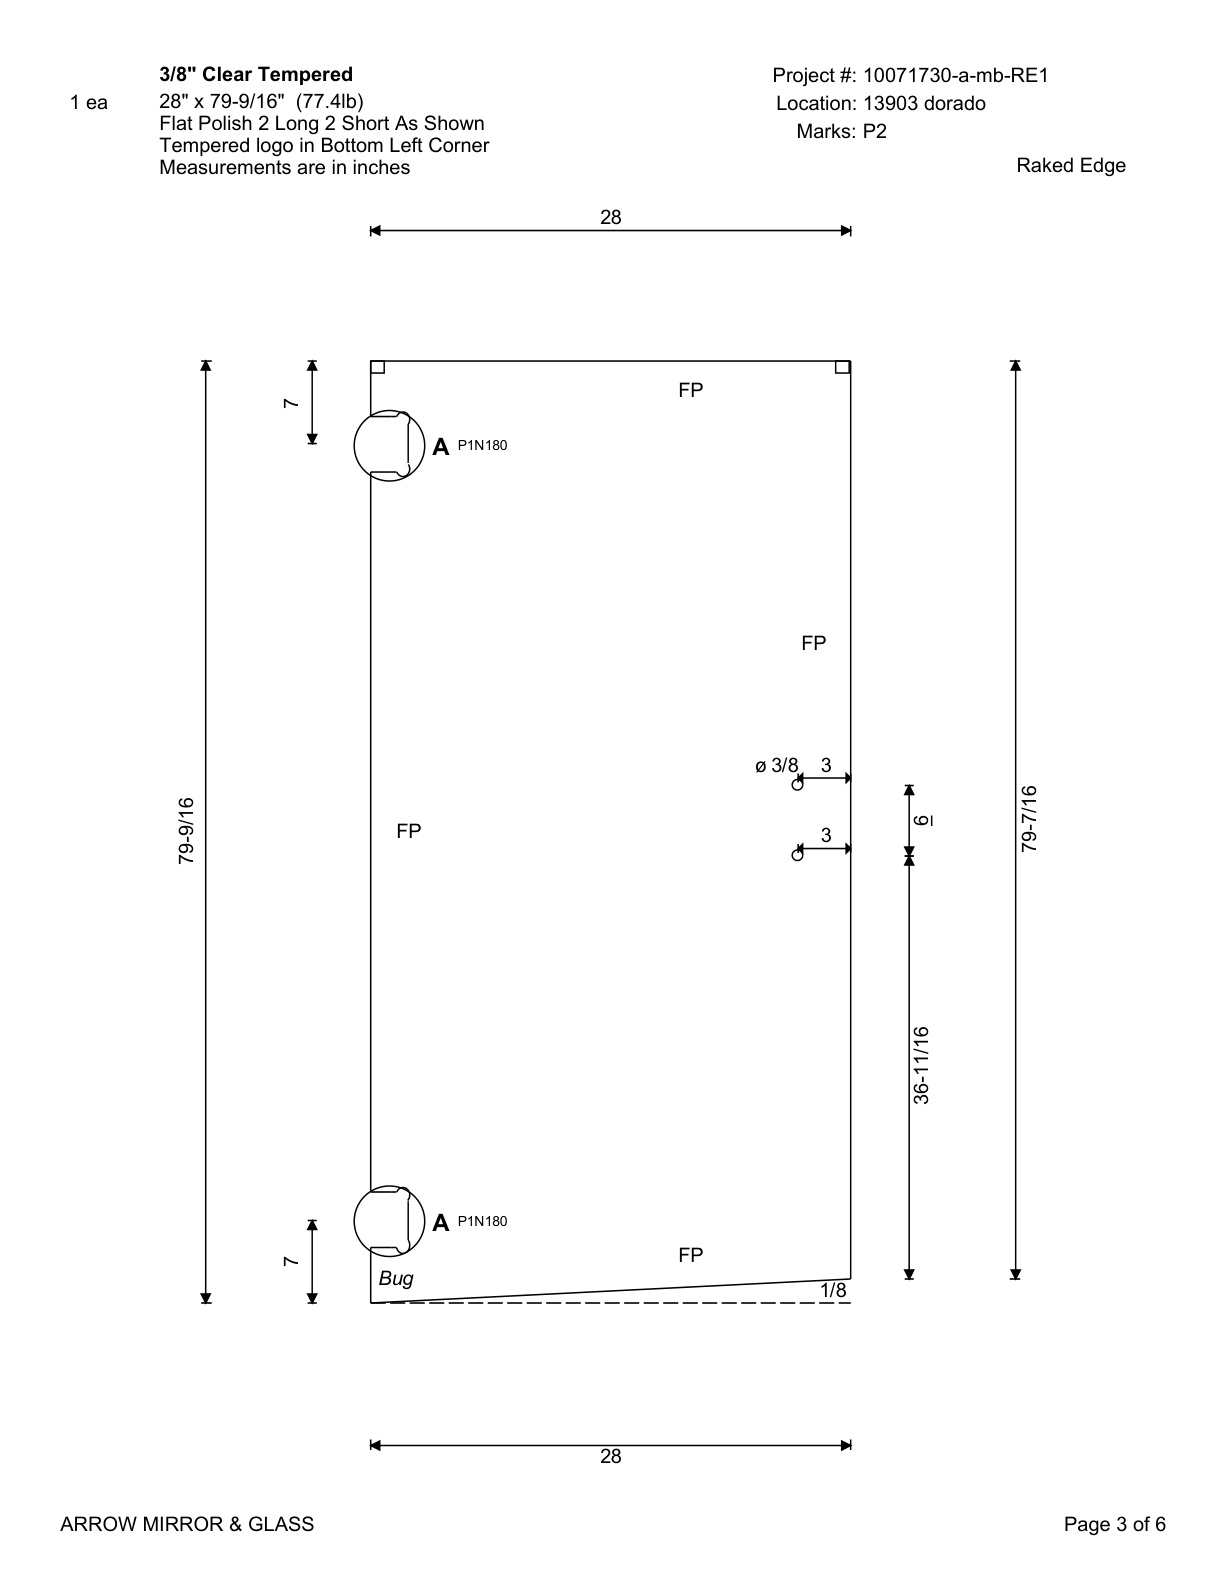 3/8" Clear Tempered
1 ea
28" x 79-9/16"  (77.4lb)
Flat Polish 2 Long 2 Short As Shown
Tempered logo in Bottom Left Corner
Measurements are in inches
Project #: 10071730-a-mb-RE1
Location: 13903 dorado
Marks: P2
Raked Edge
28
7
FP
A P1N180
FP
ø 3/8
3
6
79-9/16
FP
3
79-7/16
36-11/16
A P1N180
7
FP
Bug
1/8
28
ARROW MIRROR & GLASS
Page 3 of 6